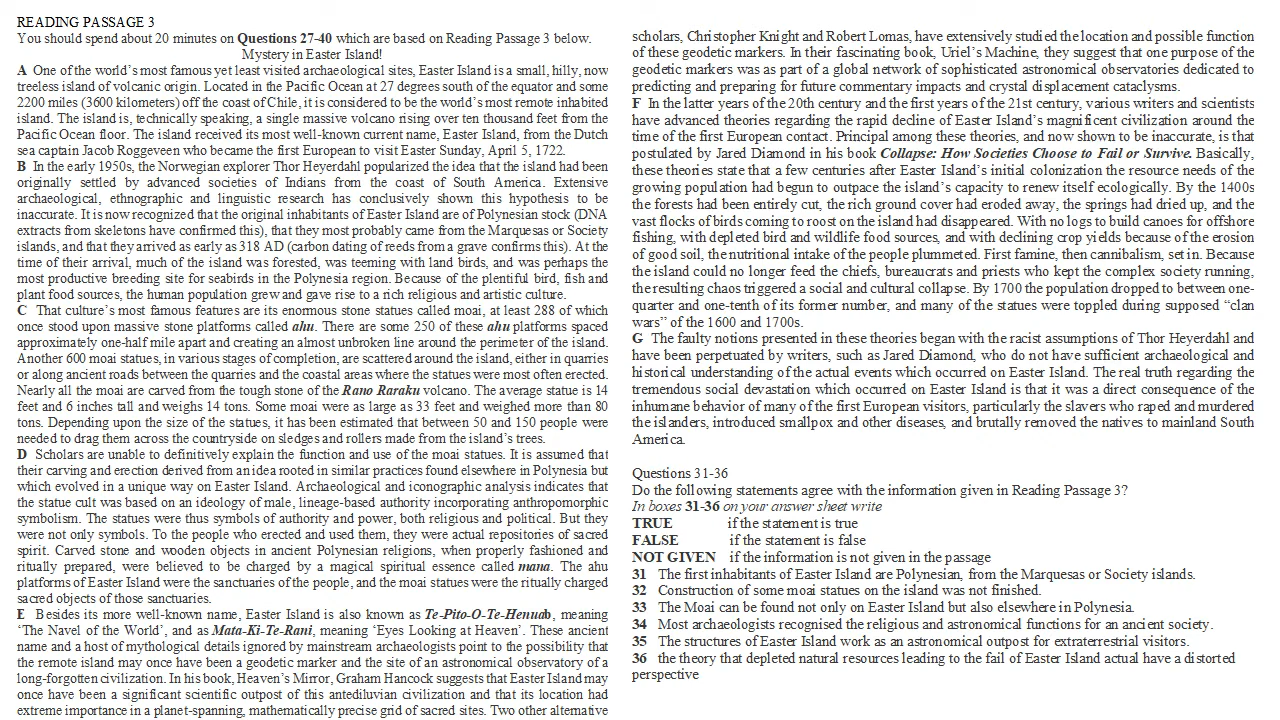 READING PASSAGE 3
You should spend about 20 minutes on Questions 27-40 which are based on Reading Passage 3 below.
Mystery in Easter Island!
A One of the world's most famous yet least visited archaeological sites, Easter Island is a small, hilly, now
treeless island of volcanic origin. Located in the Pacific Ocean at 27 degrees south of the equator and some
2200 miles (3600 kilometers) off the coast of Chile, it is considered to be the world's most remote inhabited
island. The island is, technically speaking, a single massive volcano rising over ten thousand feet from the
Pacific Ocean floor. The island received its most well-known current name, Easter Island, from the Dutch
sea captain Jacob Roggeveen who became the first European to visit Easter Sunday, April 5, 1722.
B In the early 1950s, the Norwegian explorer Thor Heyerdahl popularized the idea that the island had been
originally settled by advanced societies of Indians from the coast of South America. Extensive
archaeological, ethnographic and linguistic research has conclusively shown this hypothesis to be
inaccurate. It is now recognized that the original inhabitants of Easter Island are of Polynesian stock (DNA
extracts from skeletons have confirmed this), that they most probably came from the Marquesas or Society
islands, and that they arrived as early as 318 AD (carbon dating of reeds from a grave confirms this). At the
time of their arrival, much of the island was forested, was teeming with land birds, and was perhaps the
most productive breeding site for seabirds in the Polynesia region. Because of the plentiful bird, fish and
plant food sources, the human population grew and gave rise to a rich religious and artistic culture.
C That culture's most famous features are its enormous stone statues called moai, at least 288 of which
once stood upon massive stone platforms called ahu. There are some 250 of these ahu platforms spaced
approximately one-half mile apart and creating an almost unbroken line around the perimeter of the island.
Another 600 moai statues, in various stages of completion, are scattered around the island, either in quarries
or along ancient roads between the quarries and the coastal areas where the statues were most often erected.
Nearly all the moai are carved from the tough stone of the Rano Raraku volcano. The average statue is 14
feet and 6 inches tall and weighs 14 tons. Some moai were as large as 33 feet and weighed more than 80
tons. Depending upon the size of the statues, it has been estimated that between 50 and 150 people were
needed to drag them across the countryside on sledges and rollers made from the island's trees.
D Scholars are unable to definitively explain the function and use of the moai statues. It is assumed that
their carving and erection derived from an idea rooted in similar practices found elsewhere in Polynesia but
which evolved in a unique way on Easter Island. Archaeological and iconographic analysis indicates that
the statue cult was based on an ideology of male, lineage-based authority incorporating anthropomorphic
symbolism. The statues were thus symbols of authority and power, both religious and political. But they
were not only symbols. To the people who erected and used them, they were actual repositories of sacred
spirit. Carved stone and wooden objects in ancient Polynesian religions, when properly fashioned and
ritually prepared, were believed to be charged by a magical spiritual essence called mana. The ahu
platforms of Easter Island were the sanctuaries of the people, and the moai statues were the ritually charged
sacred objects of those sanctuaries.
E Besides its more well-known name, Easter Island is also known as Te-Pito-O-Te-Henuab, meaning
'The Navel of the World', and as Mata-Ki-Te-Rani, meaning 'Eyes Looking at Heaven'. These ancient
name and a host of mythological details ignored by mainstream archaeologists point to the possibility that
the remote island may once have been a geodetic marker and the site of an astronomical observatory of a
long-forgotten civilization. In his book, Heaven's Mirror, Graham Hancock suggests that Easter Island may
once have been a significant scientific outpost of this antediluvian civilization and that its location had
extreme importance in a planet-spanning, mathematically precise grid of sacred sites. Two other alternative
scholars, Christopher Knight and Robert Lomas, have extensively studied the location and possible function
of these geodetic markers. In their fascinating book, Uriel's Machine, they suggest that one purpose of the
geodetic markers was as part of a global network of sophisticated astronomical observatories dedicated to
predicting and preparing for future commentary impacts and crystal displacement cataclysms.
F In the latter years of the 20th century and the first years of the 21st century, various writers and scientists
have advanced theories regarding the rapid decline of Easter Island's magnificent civilization around the
time of the first European contact. Principal among these theories, and now shown to be inaccurate, is that
postulated by Jared Diamond in his book Collapse: How Societies Choose to Fail or Survive. Basically,
these theories state that a few centuries after Easter Island's initial colonization the resource needs of the
growing population had begun to outpace the island's capacity to renew itself ecologically. By the 1400s
the forests had been entirely cut, the rich ground cover had eroded away, the springs had dried up, and the
vast flocks of birds coming to roost on the island had disappeared. With no logs to build canoes for offshore
fishing, with depleted bird and wildlife food sources, and with declining crop yields because of the erosion
of good soil, the nutritional intake of the people plummeted. First famine, then cannibalism, set in. Because
the island could no longer feed the chiefs, bureaucrats and priests who kept the complex society running,
the resulting chaos triggered a social and cultural collapse. By 1700 the population dropped to between one-
quarter and one-tenth of its former number, and many of the statues were toppled during supposed "clan
wars" of the 1600 and 1700s.
G The faulty notions presented in these theories began with the racist assumptions of Thor Heyerdahl and
have been perpetuated by writers, such as Jared Diamond, who do not have sufficient archaeological and
historical understanding of the actual events which occurred on Easter Island. The real truth regarding the
tremendous social devastation which occurred on Easter Island is that it was a direct consequence of the
inhumane behavior of many of the first European visitors, particularly the slavers who raped and murdered
the islanders, introduced smallpox and other diseases, and brutally removed the natives to mainland South
America.
Questions 31-36
Do the following statements agree with the information given in Reading Passage 3?
In boxes 31-36 on your answer sheet write
TRUE if the statement is true
FALSE if the statement is false
NOT GIVEN if the information is not given in the passage
31 The first inhabitants of Easter Island are Polynesian, from the Marquesas or Society islands.
32 Construction of some moai statues on the island was not finished.
33 The Moai can be found not only on Easter Island but also elsewhere in Polynesia.
34 Most archaeologists recognised the religious and astronomical functions for an ancient society.
35 The structures of Easter Island work as an astronomical outpost for extraterrestrial visitors.
36 the theory that depleted natural resources leading to the fail of Easter Island actual have a distorted
perspective